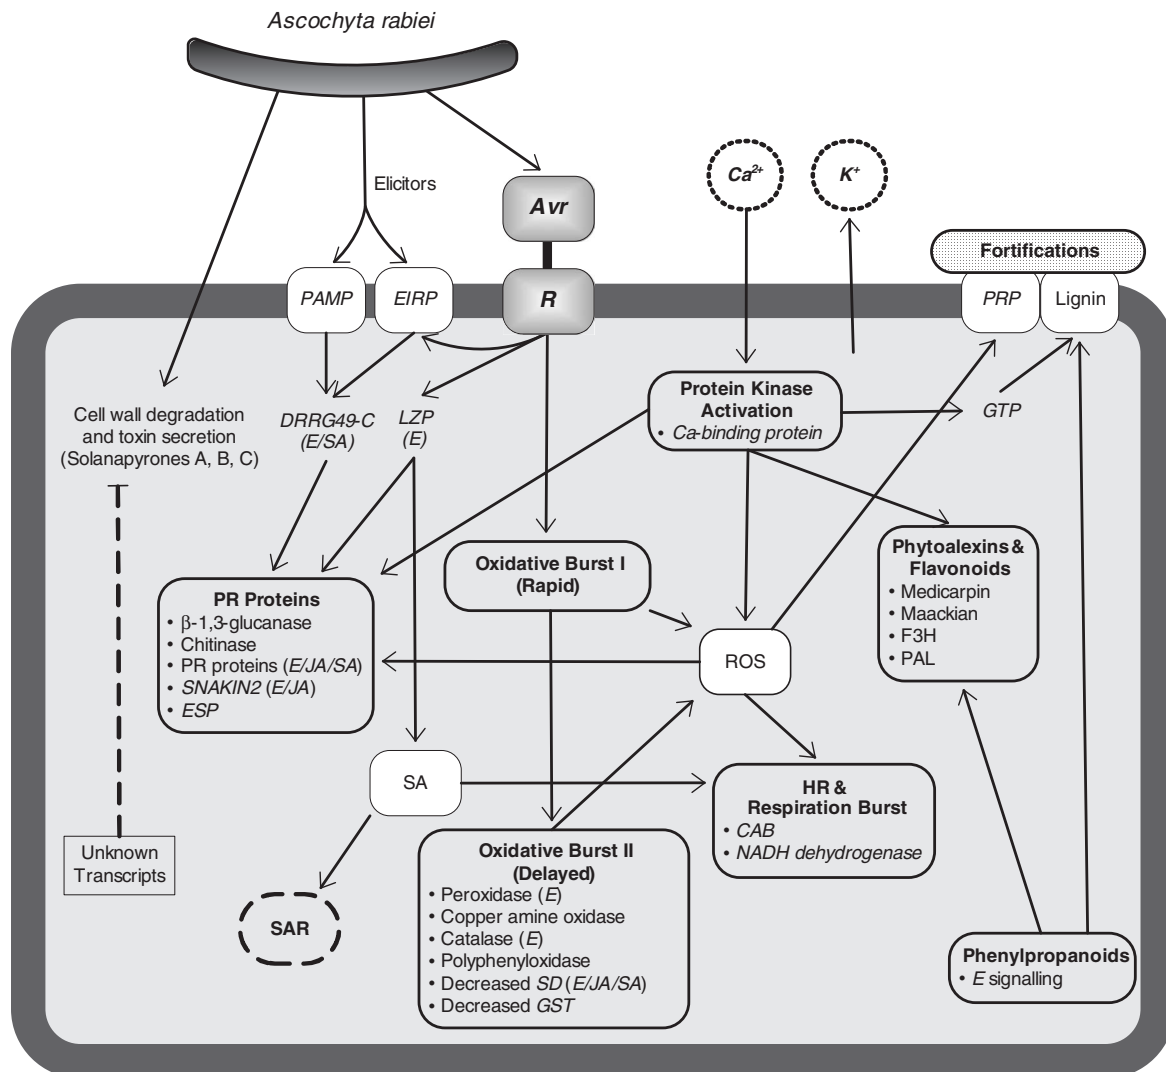 Ascochyta rabiei
Elicitors
Avr
Ca²⁺
K⁺
Fortifications
PAMP
EIRP
R
PRP
Lignin
Protein Kinase
Activation
• Ca-binding protein
GTP
Cell wall degradation
and toxin secretion
(Solanapyrones A, B, C)
DRRG49-C
(E/SA)
LZP
(E)
Phytoalexins &
Flavonoids
• Medicarpin
• Maackian
• F3H
• PAL
Oxidative Burst I
(Rapid)
PR Proteins
• β-1,3-glucanase
• Chitinase
• PR proteins (E/JA/SA)
• SNAKIN2 (E/JA)
• ESP
ROS
SA
HR &
Respiration Burst
• CAB
• NADH dehydrogenase
Unknown
Transcripts
SAR
Oxidative Burst II
(Delayed)
• Peroxidase (E)
• Copper amine oxidase
• Catalase (E)
• Polyphenyloxidase
• Decreased SD (E/JA/SA)
• Decreased GST
Phenylpropanoids
• E signalling